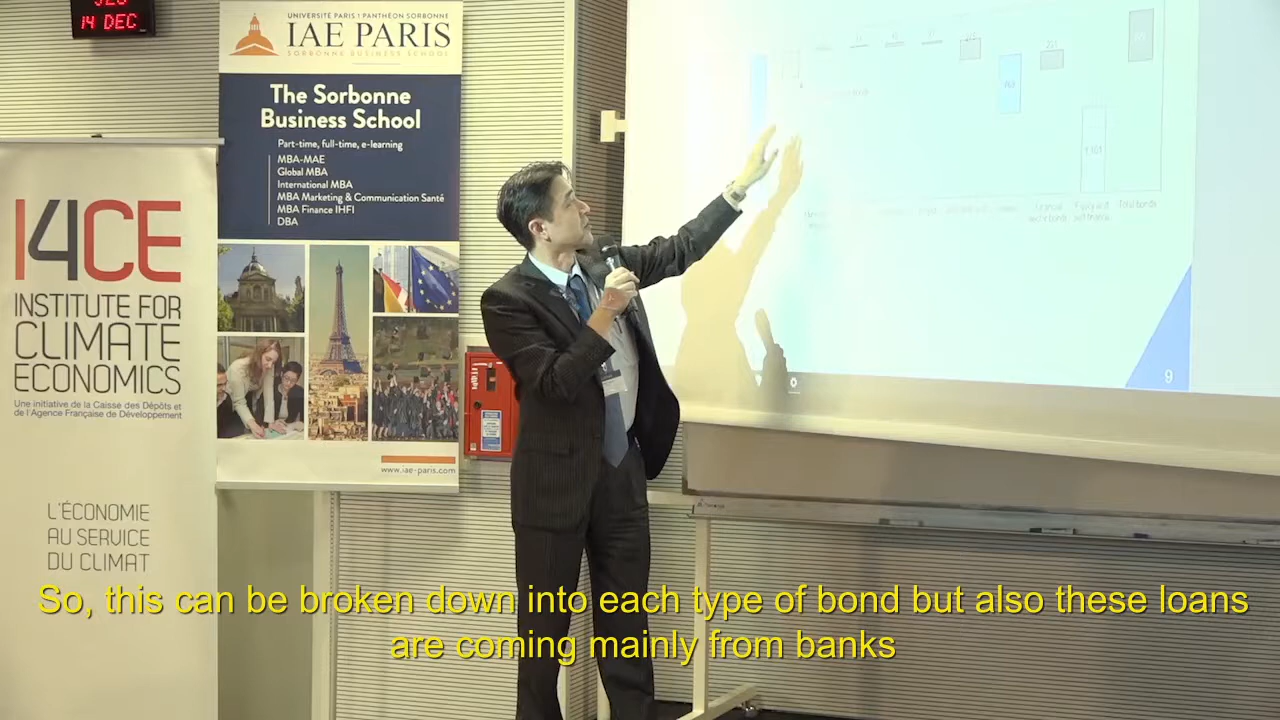 JEU
14 DEC
UNIVERSITÉ PARIS 1 PANTHÉON SORBONNE
IAE PARIS
SORBONNE BUSINESS SCHOOL
The Sorbonne
Business School
Part-time, full-time, e-learning
MBA-MAE
Global MBA
International MBA
MBA Marketing & Communication Santé
MBA Finance IHFI
DBA
www.iae-paris.com
I4CE
INSTITUTE FOR
CLIMATE
ECONOMICS
Une initiative de la Caisse des Dépôts et
de l'Agence Française de Développement
L'ÉCONOMIE
AU SERVICE
DU CLIMAT
Total bonds
9
So, this can be broken down into each type of bond but also these loans
are coming mainly from banks